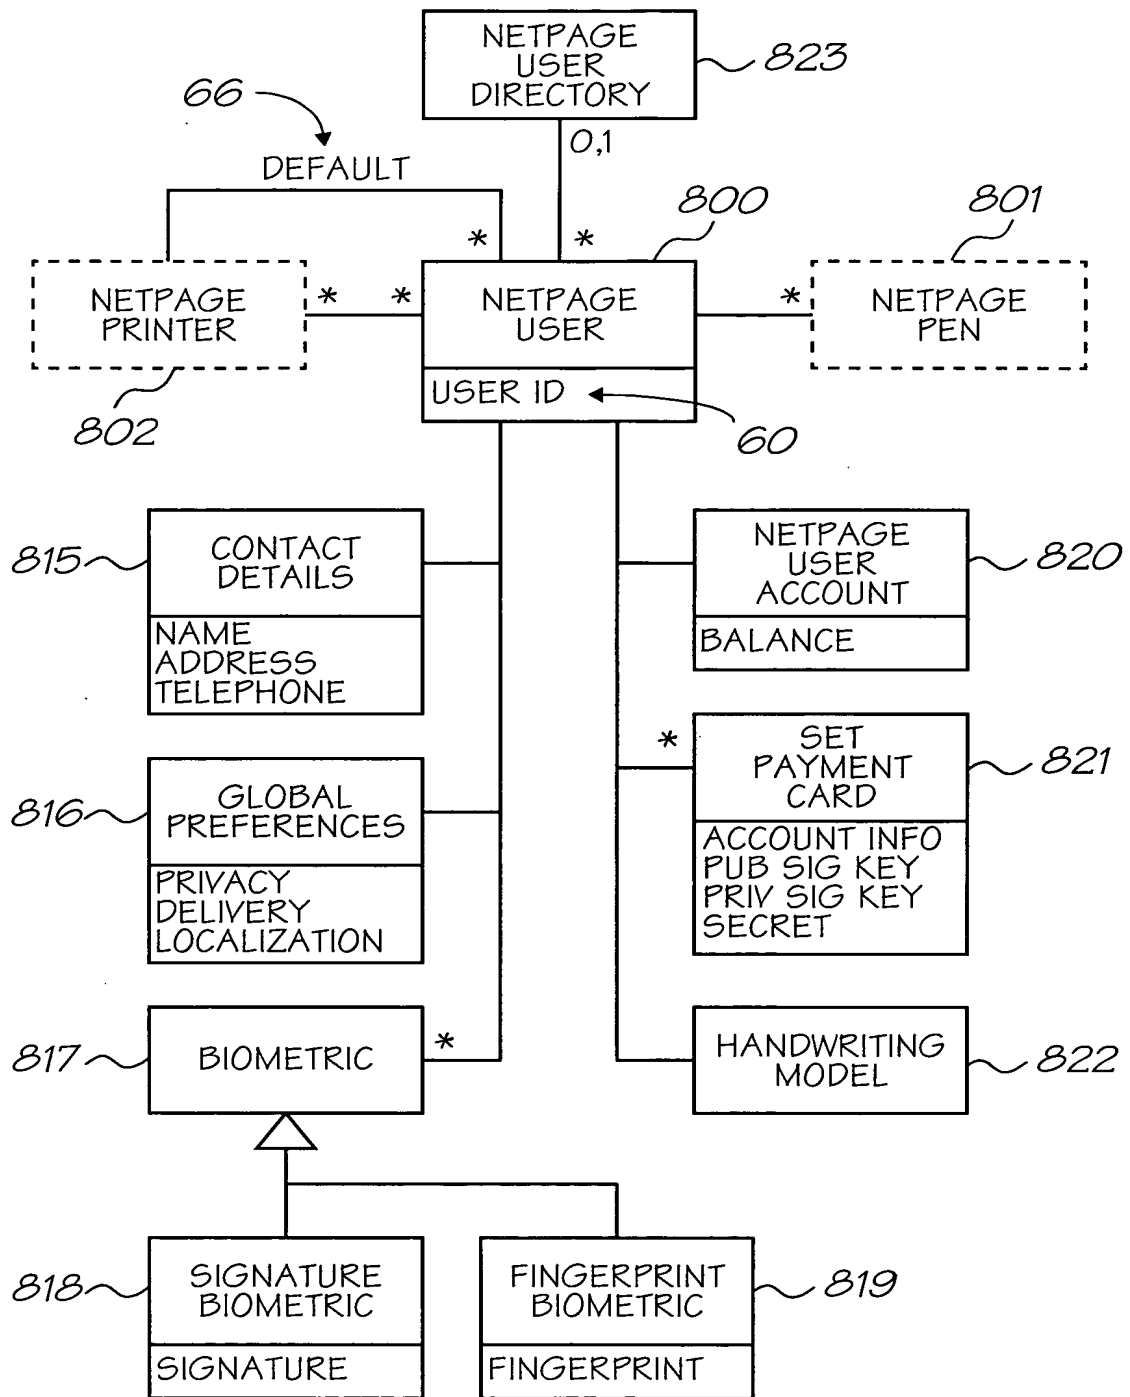 NETPAGE
USER
DIRECTORY
823
66
0,1
DEFAULT
800
801
*
*
NETPAGE
PRINTER
*
*
NETPAGE
USER
*
NETPAGE
PEN
USER ID
802
60
815
CONTACT
DETAILS
NAME
ADDRESS
TELEPHONE
NETPAGE
USER
ACCOUNT
820
BALANCE
816
GLOBAL
PREFERENCES
PRIVACY
DELIVERY
LOCALIZATION
*
SET
PAYMENT
CARD
821
ACCOUNT INFO
PUB SIG KEY
PRIV SIG KEY
SECRET
817
BIOMETRIC
*
HANDWRITING
MODEL
822
818
SIGNATURE
BIOMETRIC
SIGNATURE
FINGERPRINT
BIOMETRIC
819
FINGERPRINT